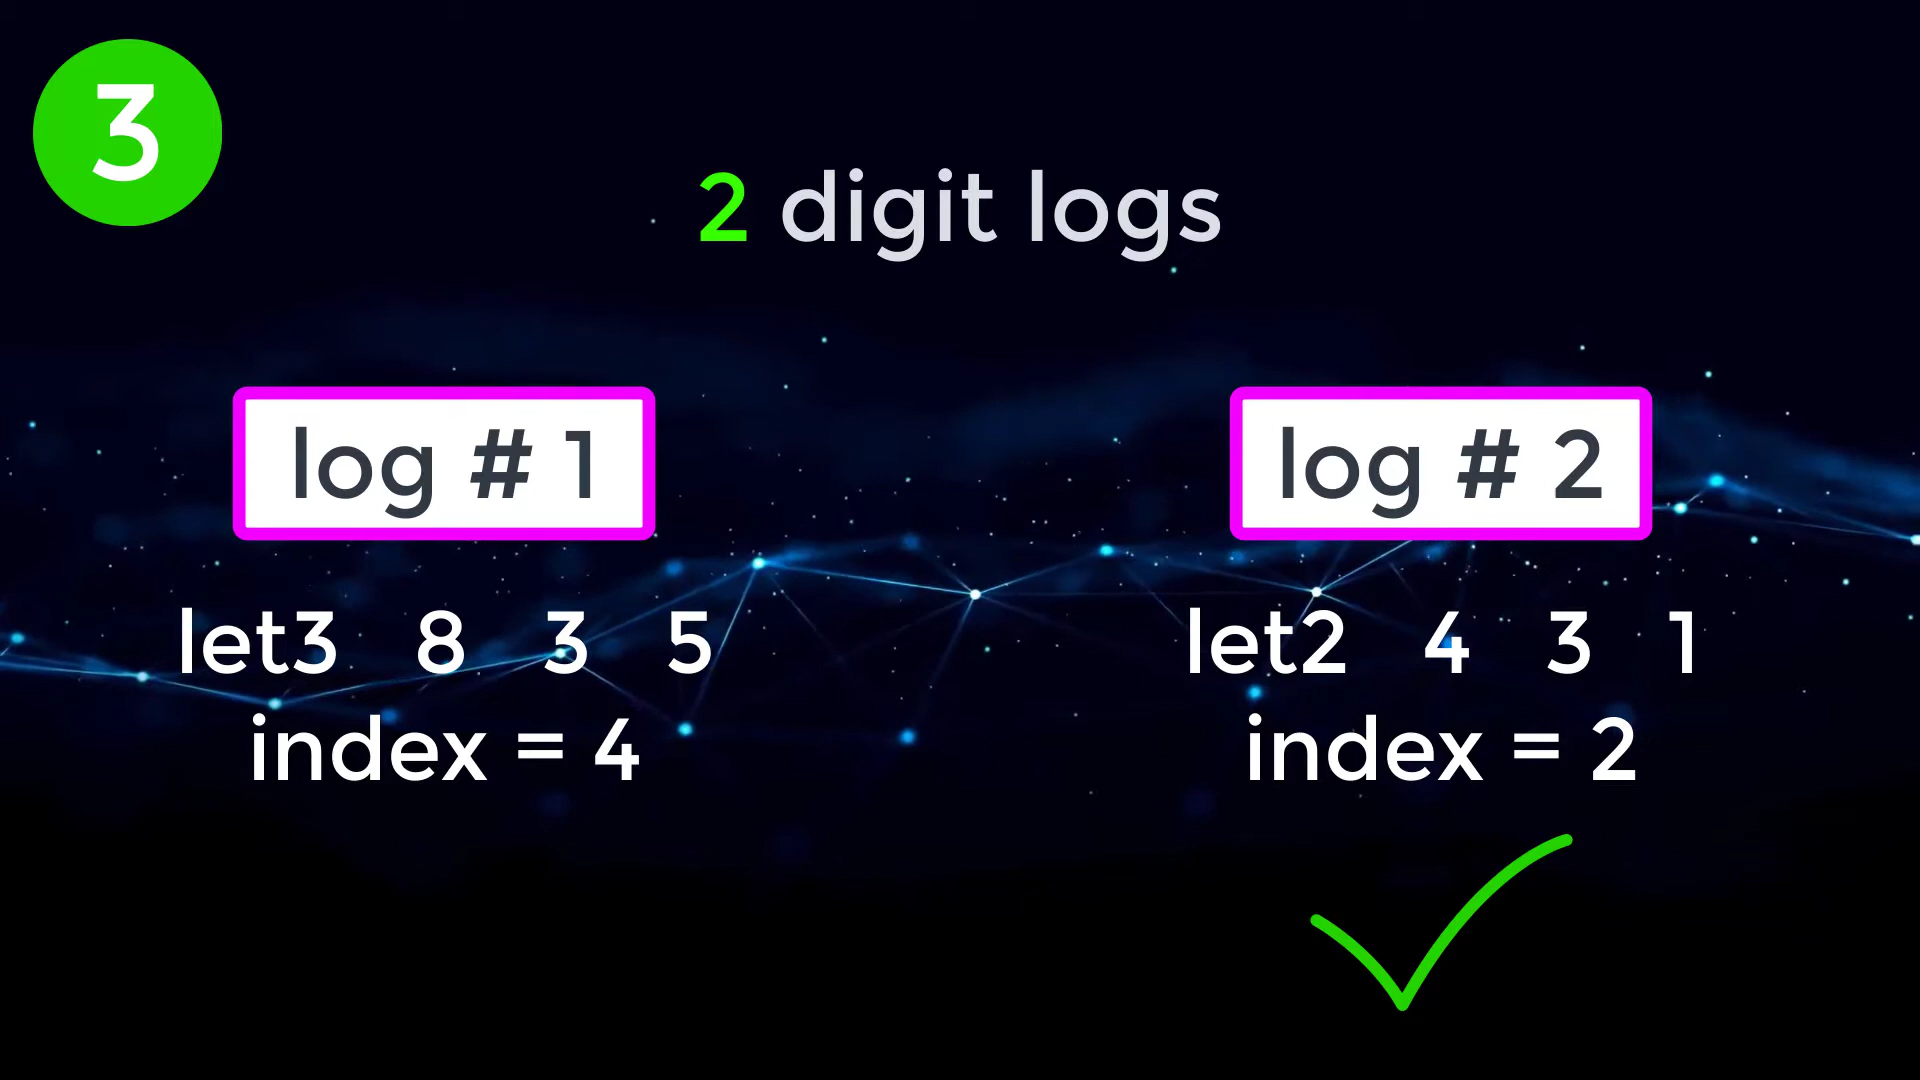 3
2 digit logs
log # 1
let3 8 3 5
index = 4
log # 2
let2 4 3 1
index = 2